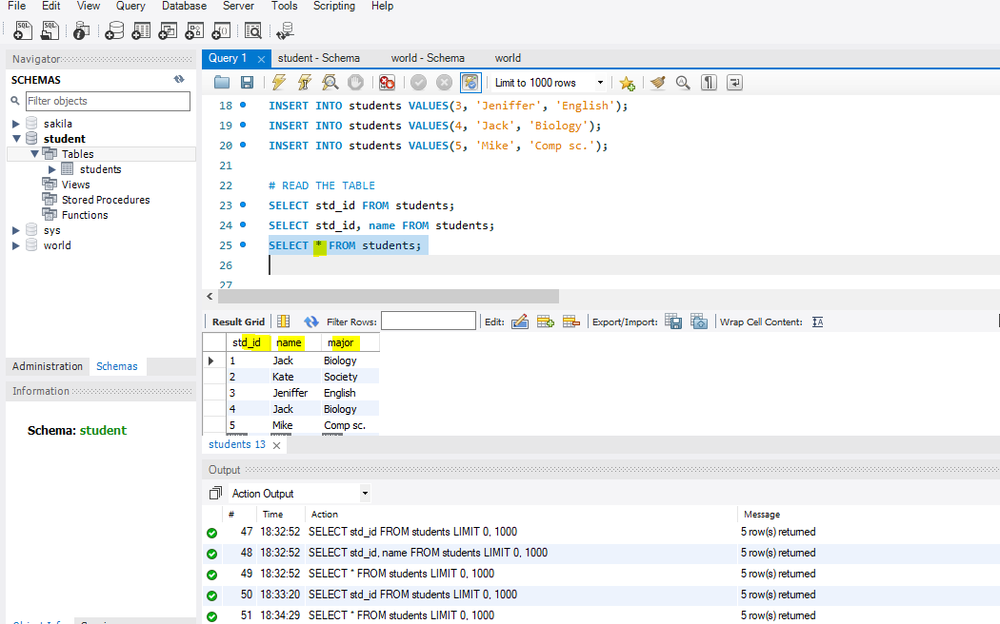 File Edit View Query Database Server Tools Scripting Help
Navigator
SCHEMAS
Filter objects
sakila
student
Tables
students
Views
Stored Procedures
Functions
sys
world
Administration Schemas
Information
Schema: student
Query 1 student - Schema world - Schema world
Limit to 1000 rows
18 INSERT INTO students VALUES(3, 'Jeniffer', 'English');
19 INSERT INTO students VALUES(4, 'Jack', 'Biology');
20 INSERT INTO students VALUES(5, 'Mike', 'Comp sc.');
21
22 # READ THE TABLE
23 SELECT std_id FROM students;
24 SELECT std_id, name FROM students;
25 SELECT * FROM students;
26
27
Result Grid Filter Rows: Edit: Export/Import: Wrap Cell Content:
std_id name major
1 Jack Biology
2 Kate Society
3 Jeniffer English
4 Jack Biology
5 Mike Comp sc.
students 13
Output
Action Output
# Time Action Message
47 18:32:52 SELECT std_id FROM students LIMIT 0, 1000 5 row(s) returned
48 18:32:52 SELECT std_id, name FROM students LIMIT 0, 1000 5 row(s) returned
49 18:32:52 SELECT * FROM students LIMIT 0, 1000 5 row(s) returned
50 18:33:20 SELECT std_id FROM students LIMIT 0, 1000 5 row(s) returned
51 18:34:29 SELECT * FROM students LIMIT 0, 1000 5 row(s) returned